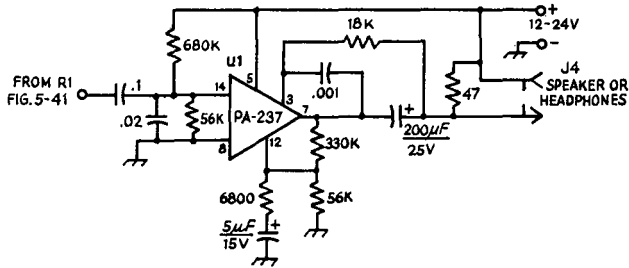 18K
+
12-24V
-
680K
U1
J4
SPEAKER OR
HEADPHONES
FROM R1
FIG. 5-41
.1
14
5
3
.001
47
.02
56K
PA-237
7
+
200µF
25V
8
12
330K
6800
56K
5µF
15V
+